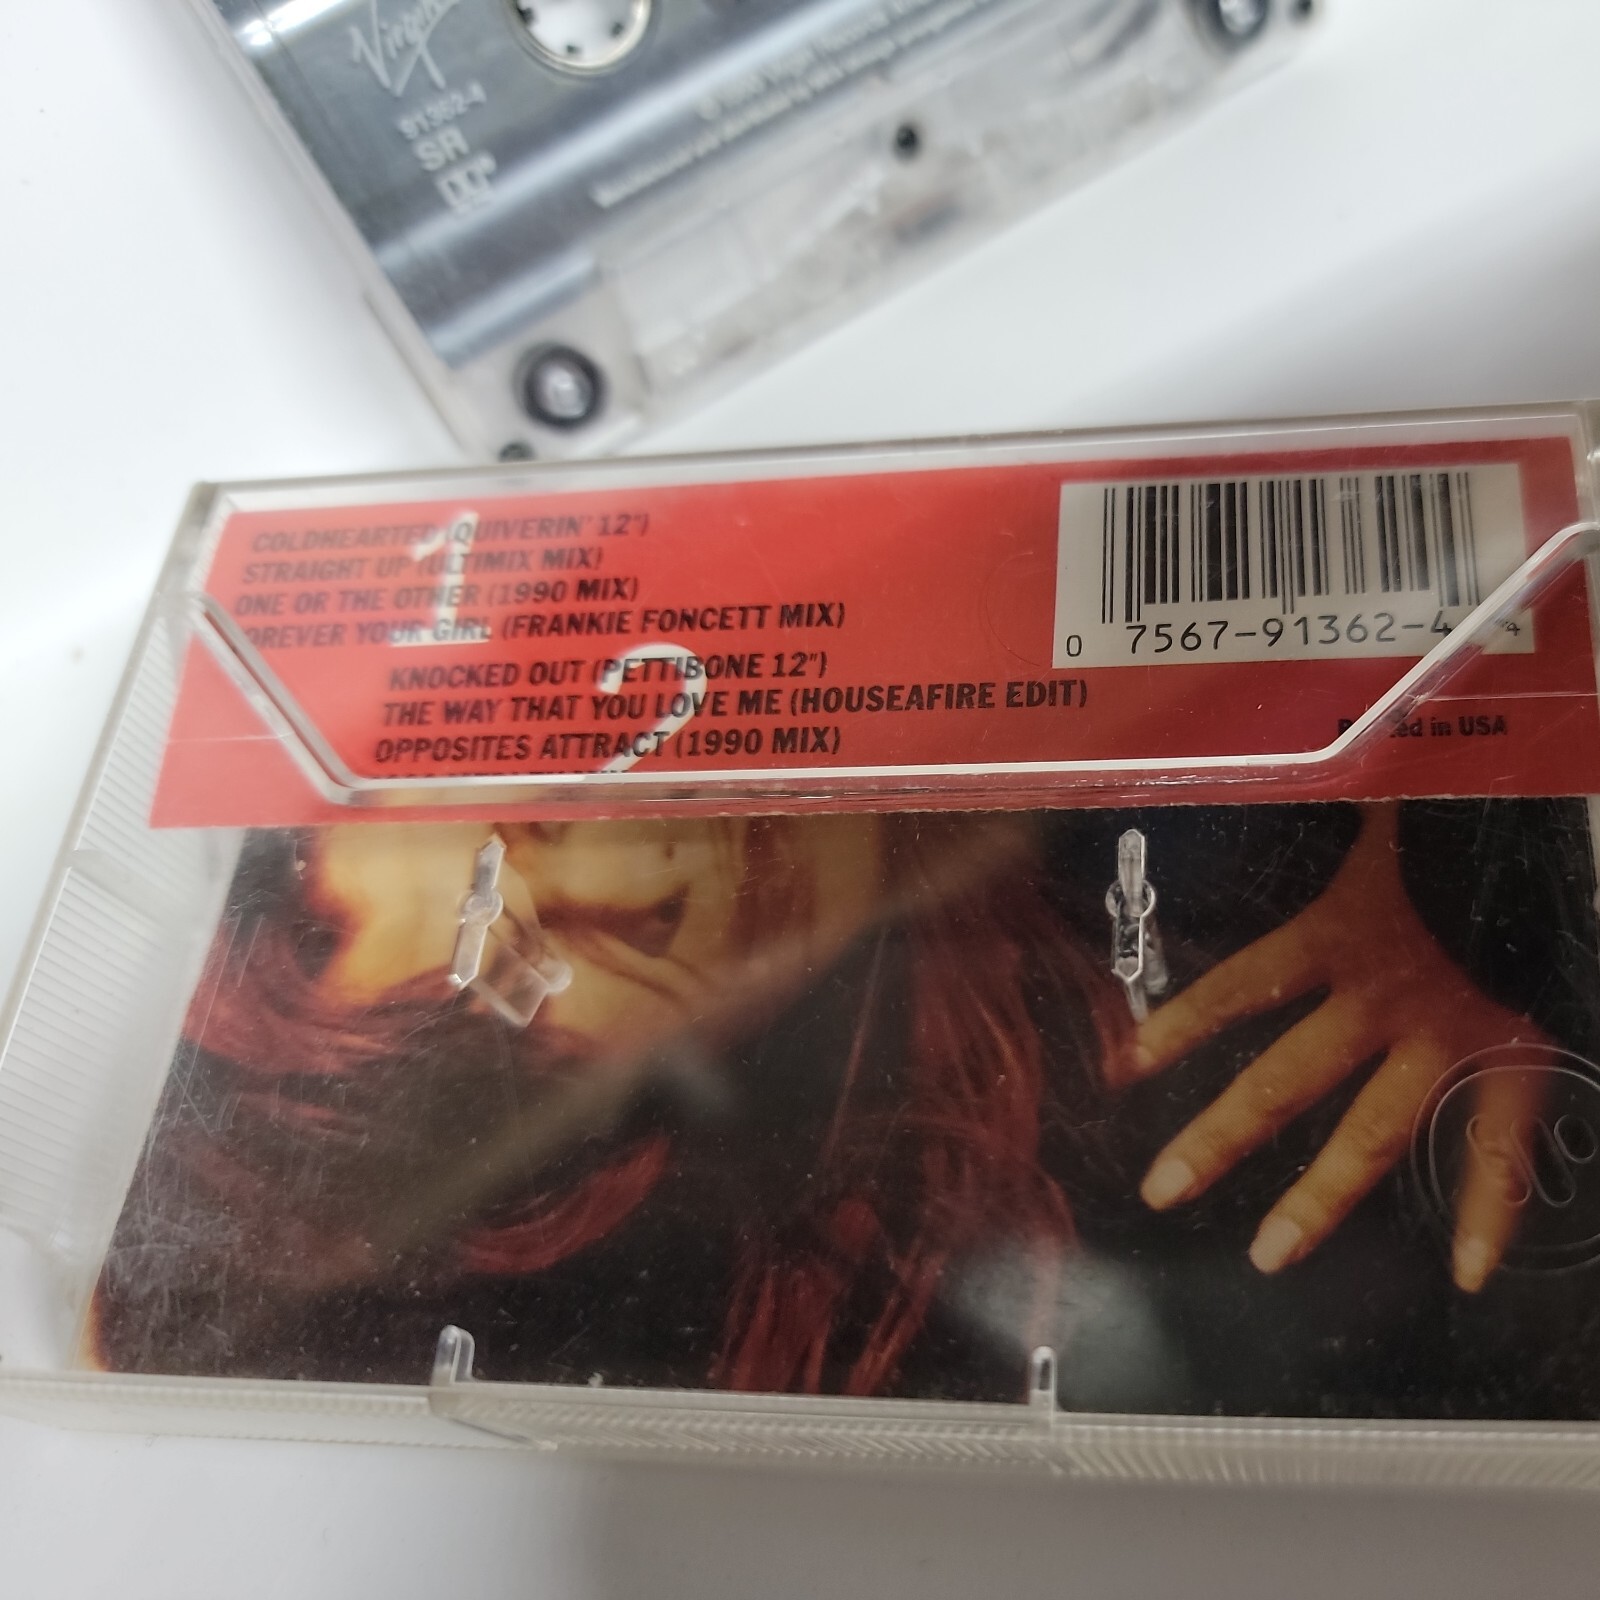 Virgin
91362-4
SR
COLDHEARTED (QUIVERIN' 12")
STRAIGHT UP (ULTIMIX MIX)
ONE OR THE OTHER (1990 MIX)
OREVER YOUR GIRL (FRANKIE FONCETT MIX)
1
KNOCKED OUT (PETTIBONE 12")
THE WAY THAT YOU LOVE ME (HOUSEAFIRE EDIT)
OPPOSITES ATTRACT (1990 MIX)
2
0 7567-91362-4 4
Printed in USA